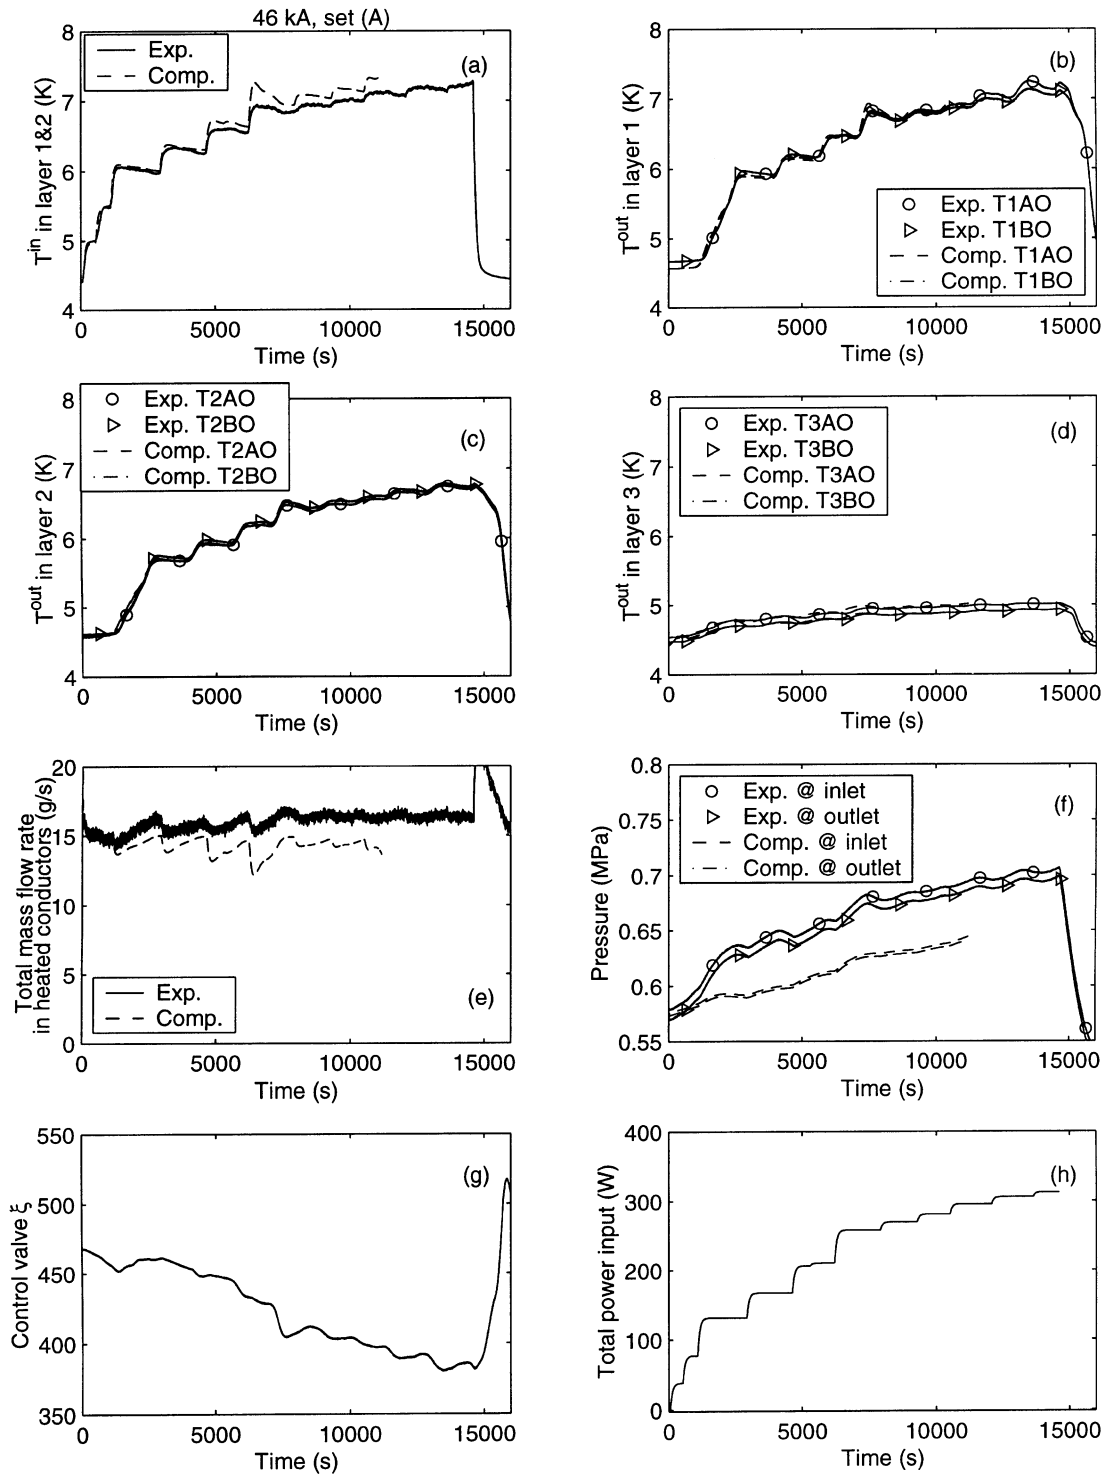 46 kA, set (A)
8
7
6
5
4
Exp.
Comp.
(a)
T^in in layer 1&2 (K)
0 5000 10000 15000
Time (s)
8
7
6
5
4
(b)
Exp. T1AO
Exp. T1BO
Comp. T1AO
Comp. T1BO
T^out in layer 1 (K)
0 5000 10000 15000
Time (s)
8
7
6
5
4
Exp. T2AO
Exp. T2BO
Comp. T2AO
Comp. T2BO
(c)
T^out in layer 2 (K)
0 5000 10000 15000
Time (s)
8
7
6
5
4
Exp. T3AO
Exp. T3BO
Comp. T3AO
Comp. T3BO
(d)
T^out in layer 3 (K)
0 5000 10000 15000
Time (s)
20
15
10
5
0
Exp.
Comp.
(e)
Total mass flow rate
in heated conductors (g/s)
0 5000 10000 15000
Time (s)
0.8
0.75
0.7
0.65
0.6
0.55
Exp. @ inlet
Exp. @ outlet
Comp. @ inlet
Comp. @ outlet
(f)
Pressure (MPa)
0 5000 10000 15000
Time (s)
550
500
450
400
350
(g)
Control valve ξ
0 5000 10000 15000
Time (s)
400
300
200
100
0
(h)
Total power input (W)
0 5000 10000 15000
Time (s)